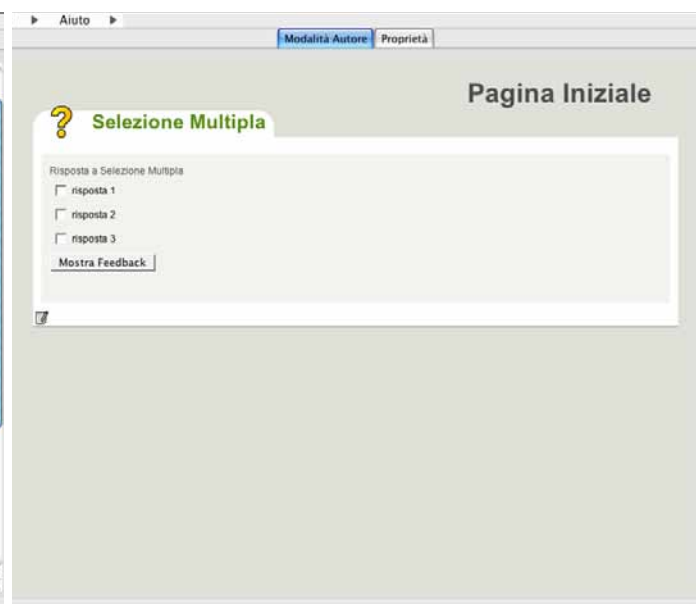 Aiuto
Modalità Autore Proprietà
Pagina Iniziale
Selezione Multipla
Risposta a Selezione Multipla
risposta 1
risposta 2
risposta 3
Mostra Feedback